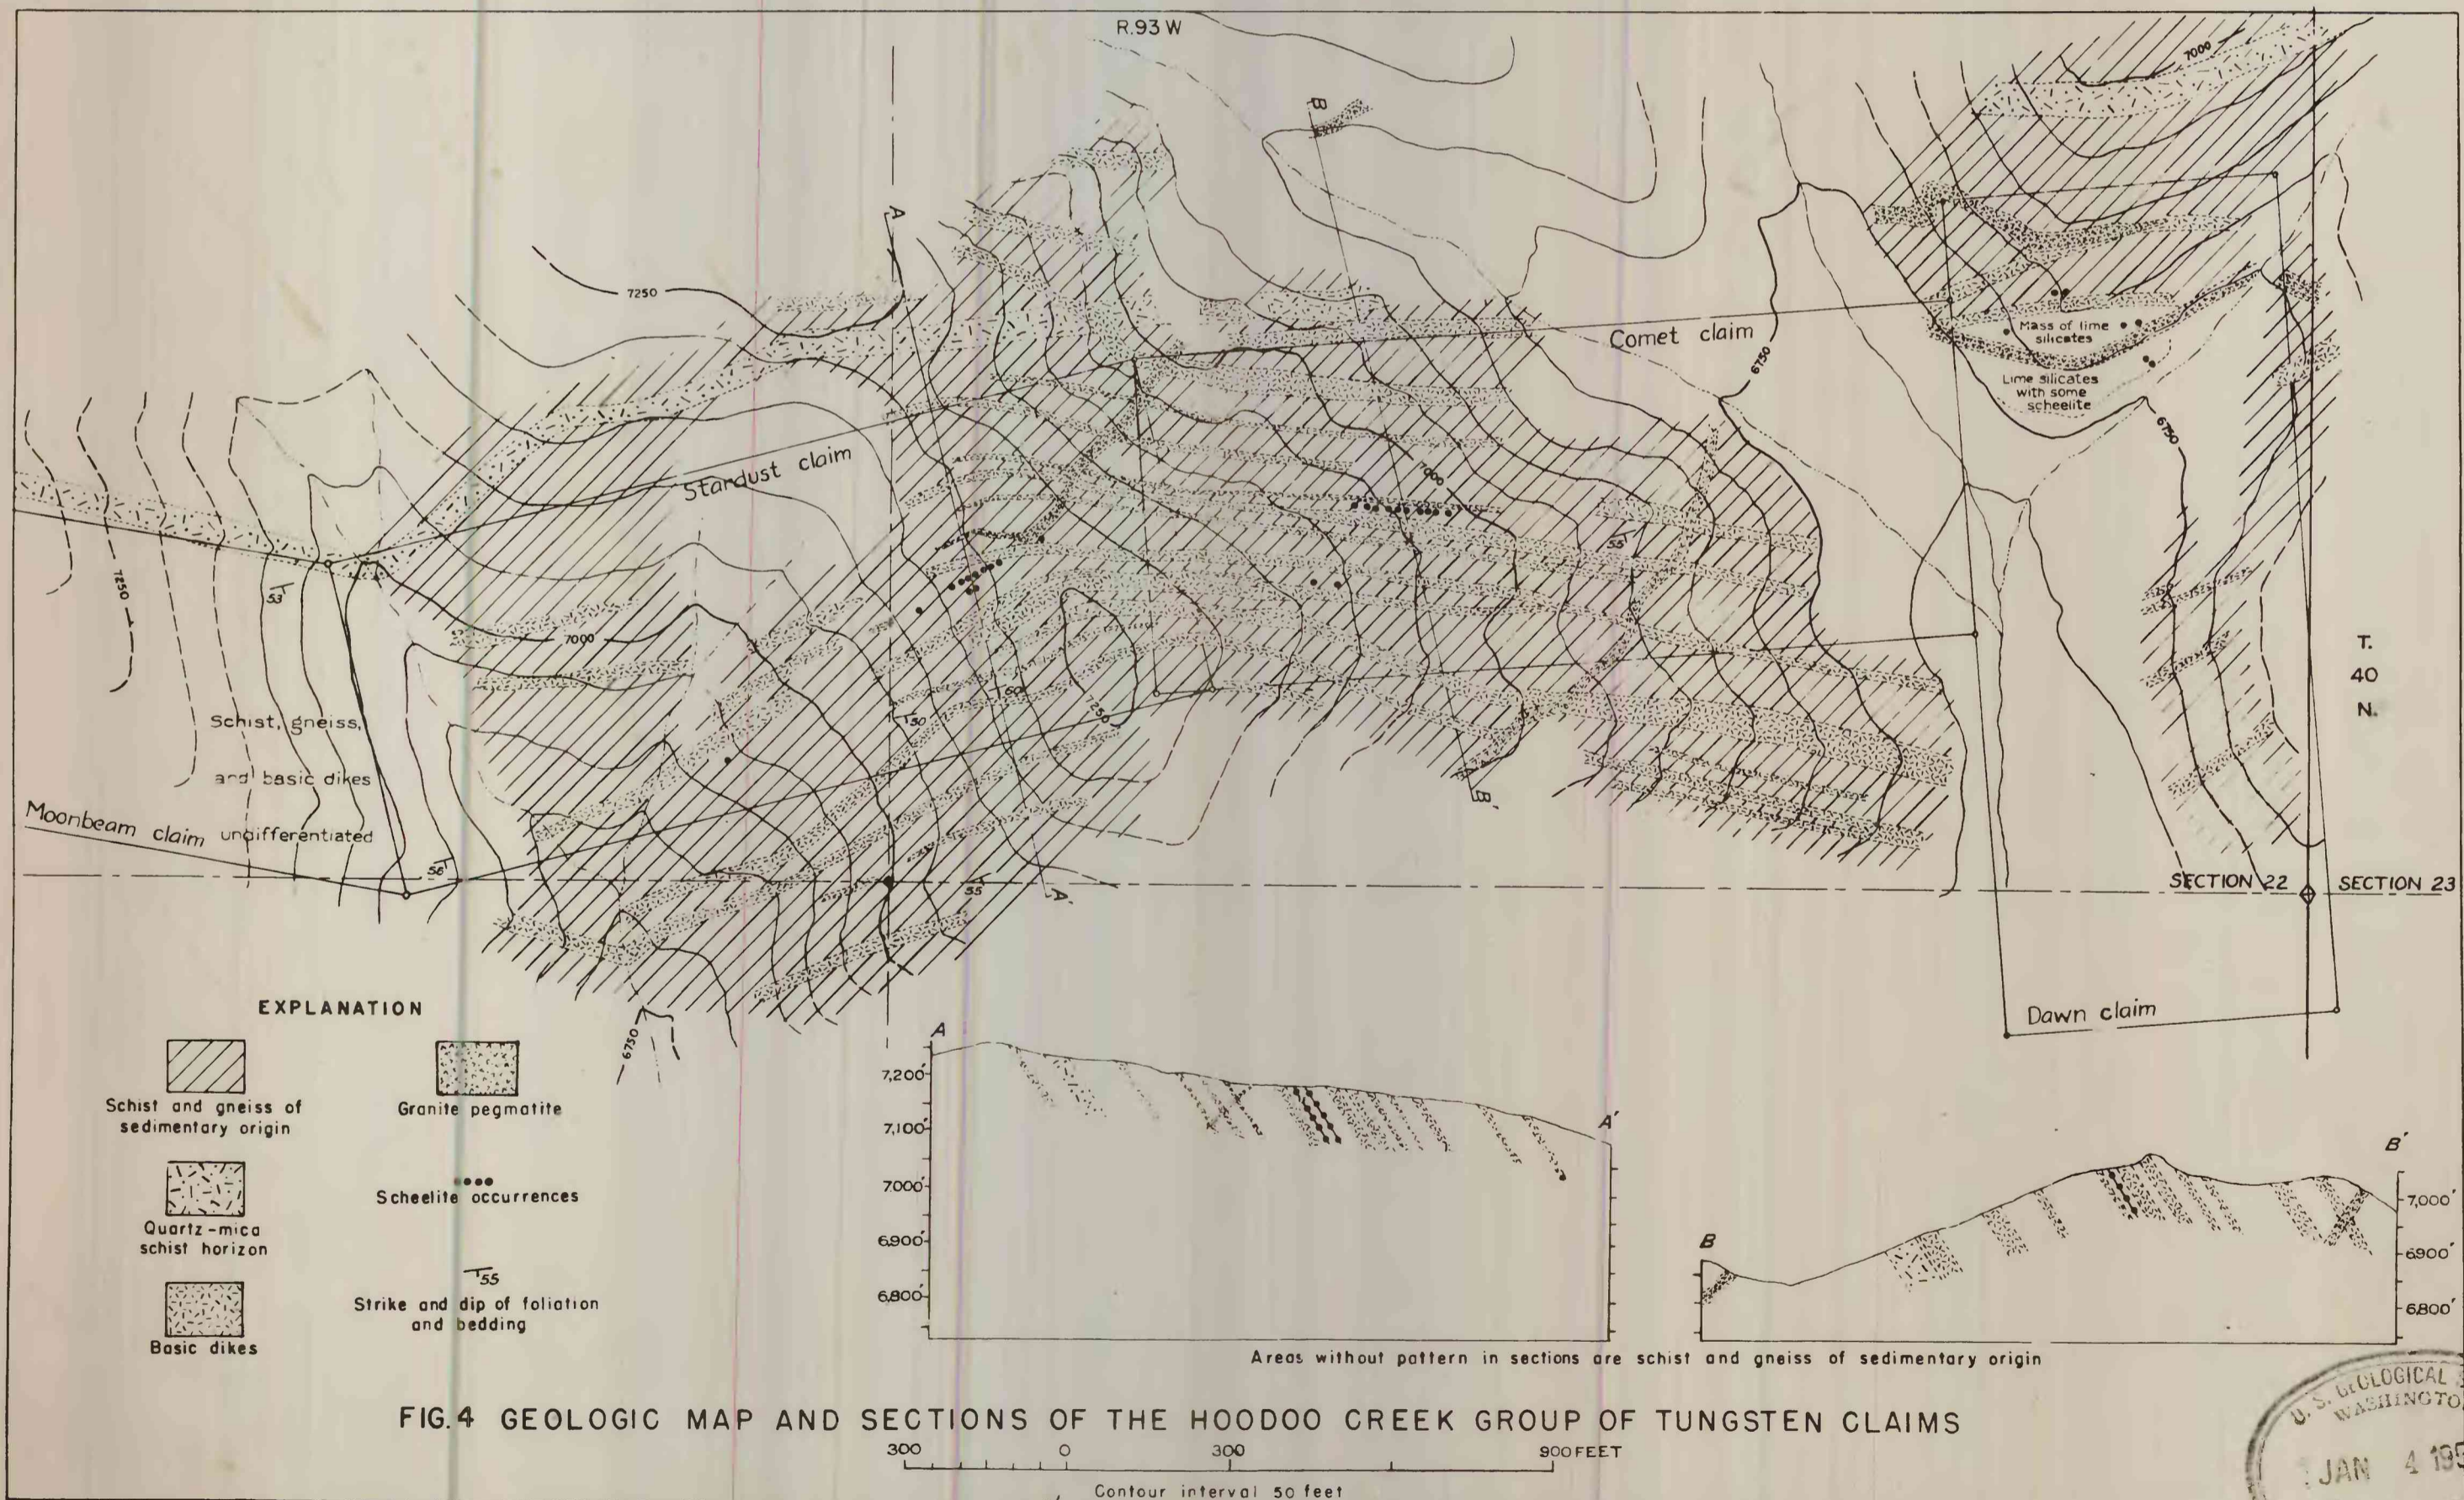 R.93 W
7000
B
A
7250
Comet claim
6750
Mass of lime
silicates
Lime silicates
with some
scheelite
6750
Stardust claim
7000
55
53
7250
7000
T.
40
N.
60
50
7250
Schist, gneiss,
and basic dikes
undifferentiated
Moonbeam claim
B'
56
55
A'
SECTION 22
SECTION 23
Dawn claim
6750
EXPLANATION
Schist and gneiss of
sedimentary origin
Granite pegmatite
Quartz-mica
schist horizon
Scheelite occurrences
Basic dikes
55
Strike and dip of foliation
and bedding
A
7,200'
7,100'
7,000'
6,900'
6,800'
A'
B
B'
7,000'
6,900'
6,800'
Areas without pattern in sections are schist and gneiss of sedimentary origin
FIG. 4 GEOLOGIC MAP AND SECTIONS OF THE HOODOO CREEK GROUP OF TUNGSTEN CLAIMS
300 0 300 900 FEET
Contour interval 50 feet
U. S. GEOLOGICAL
WASHINGTO
JAN 4 195